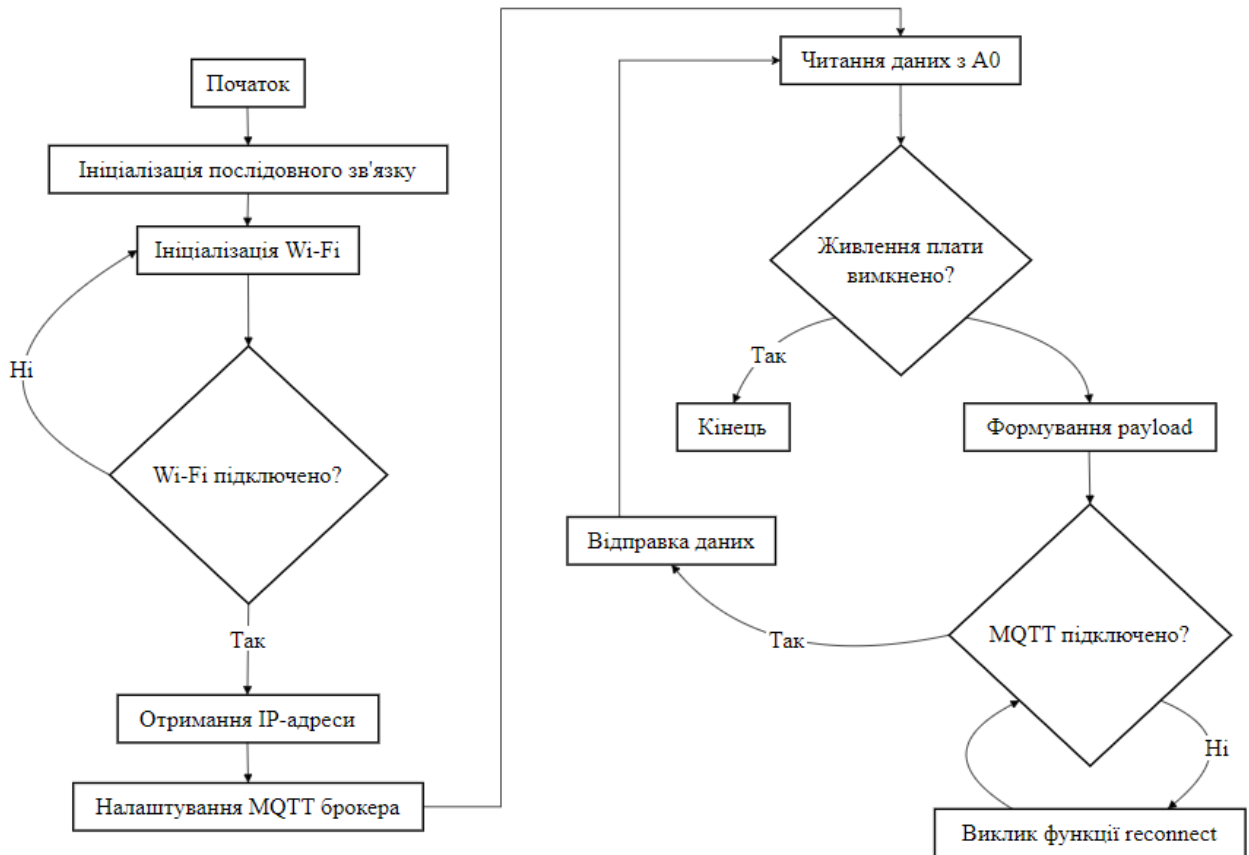 Початок
Ініціалізація послідовного зв'язку
Ініціалізація Wi-Fi
Ні
Wi-Fi підключено?
Так
Отримання IP-адреси
Налаштування MQTT брокера
Читання даних з A0
Живлення плати
вимкнено?
Так
Кінець
Формування payload
Відправка даних
Так
MQTT підключено?
Ні
Виклик функції reconnect